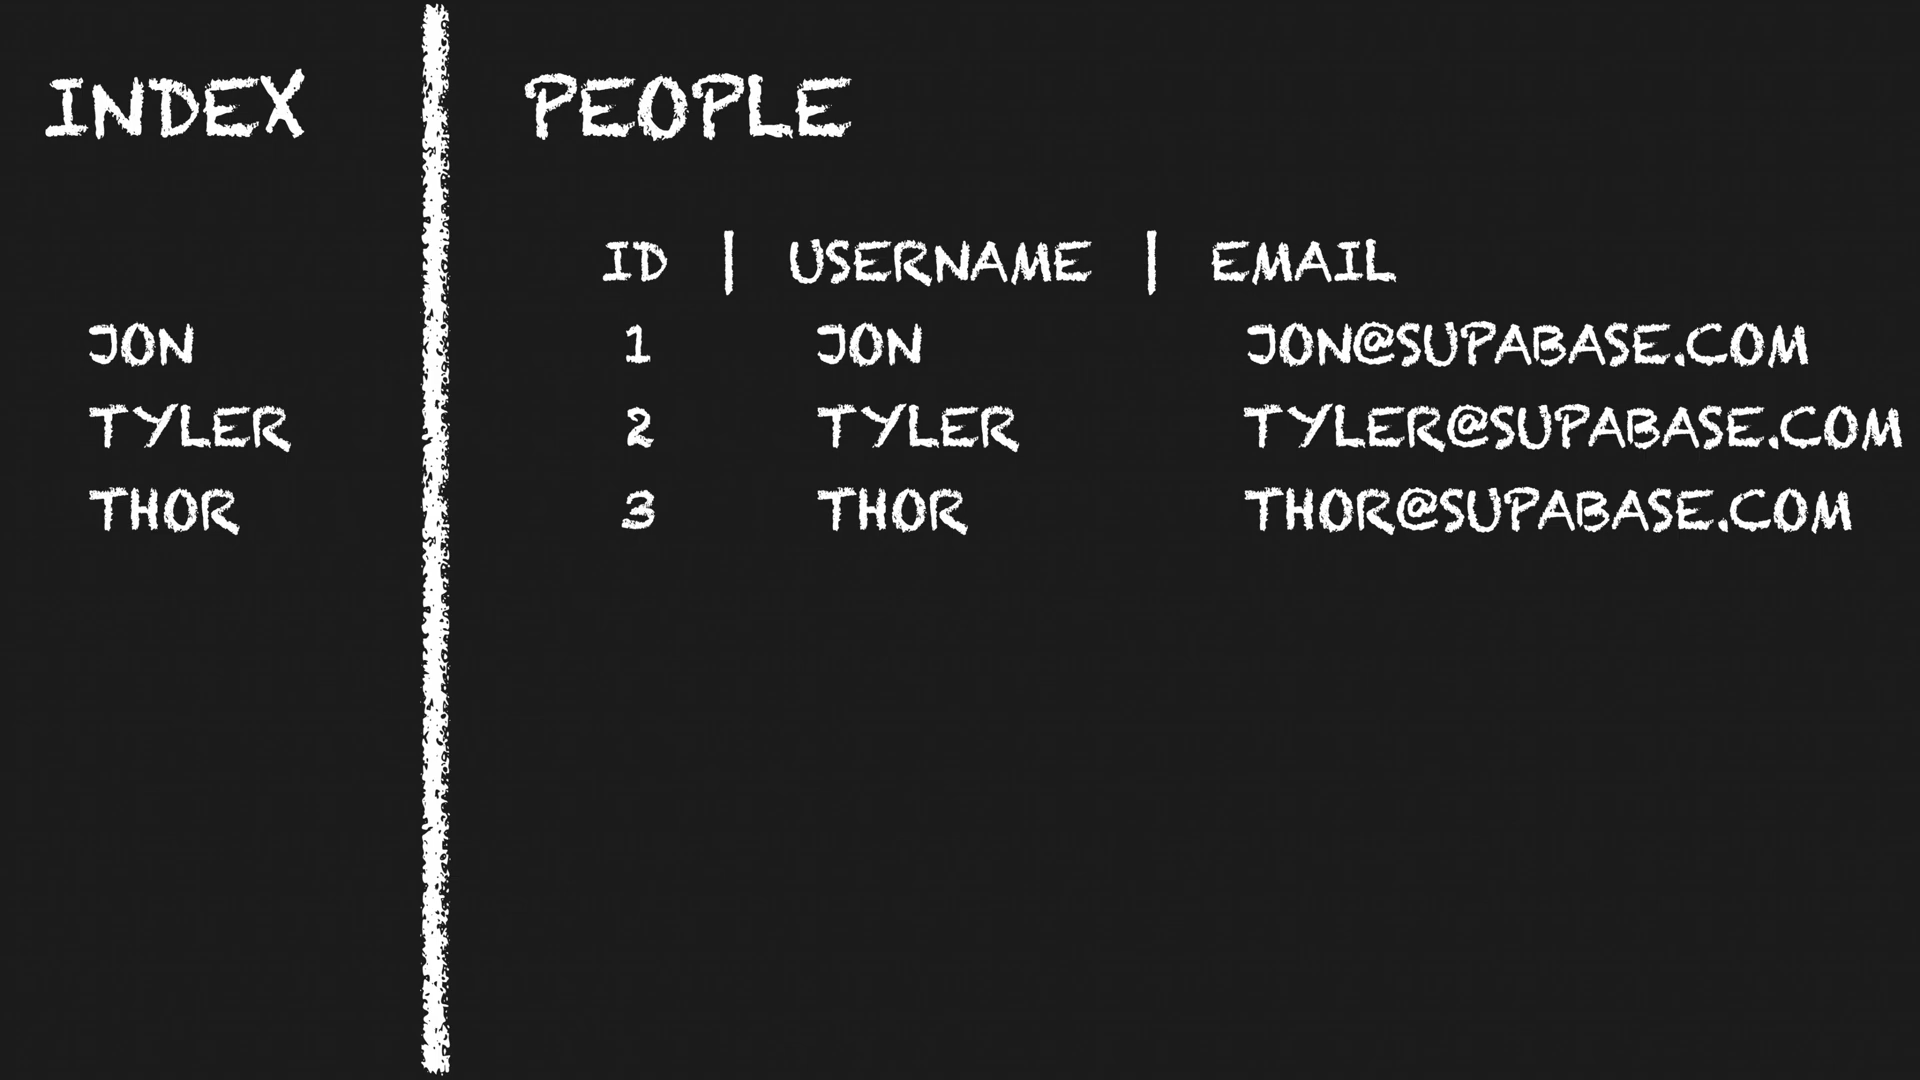 INDEX
JON
TYLER
THOR
PEOPLE
ID | USERNAME | EMAIL
1 JON JON@SUPABASE.COM
2 TYLER TYLER@SUPABASE.COM
3 THOR THOR@SUPABASE.COM